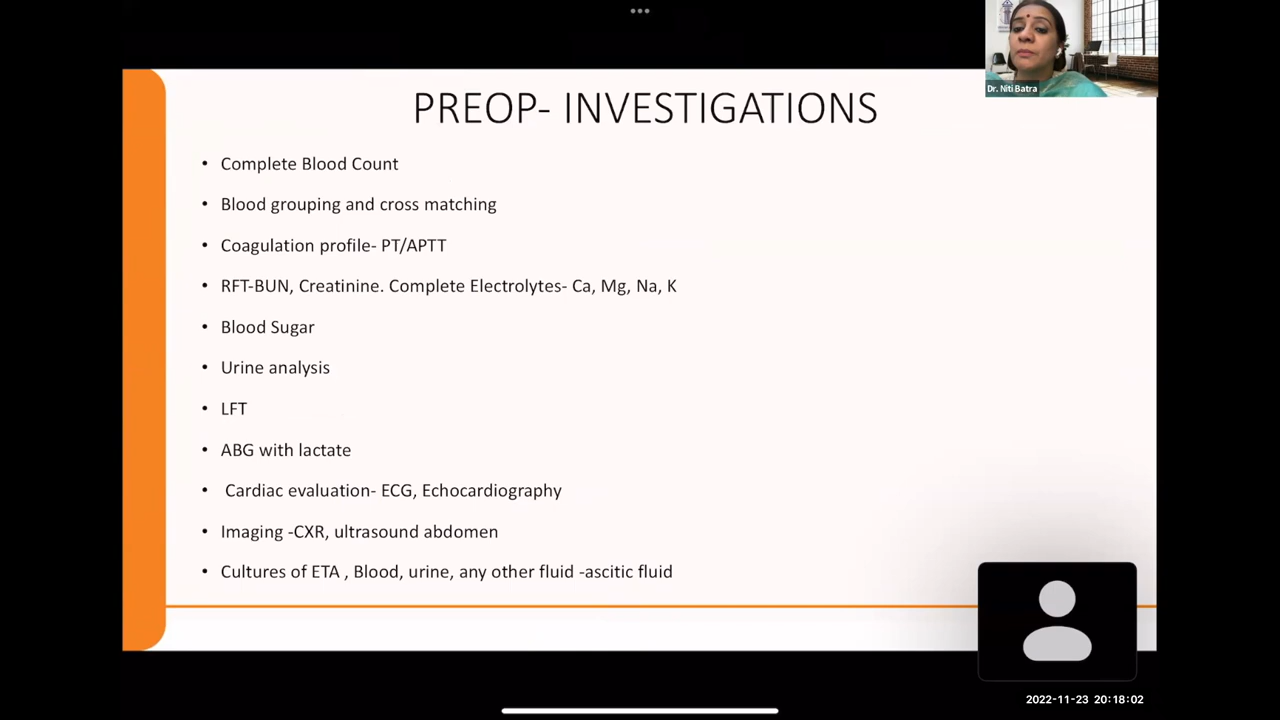 Dr. Niti Batra
PREOP- INVESTIGATIONS
• Complete Blood Count
• Blood grouping and cross matching
• Coagulation profile- PT/APTT
• RFT-BUN, Creatinine. Complete Electrolytes- Ca, Mg, Na, K
• Blood Sugar
• Urine analysis
• LFT
• ABG with lactate
• Cardiac evaluation- ECG, Echocardiography
• Imaging -CXR, ultrasound abdomen
• Cultures of ETA , Blood, urine, any other fluid -ascitic fluid
2022-11-23 20:18:02